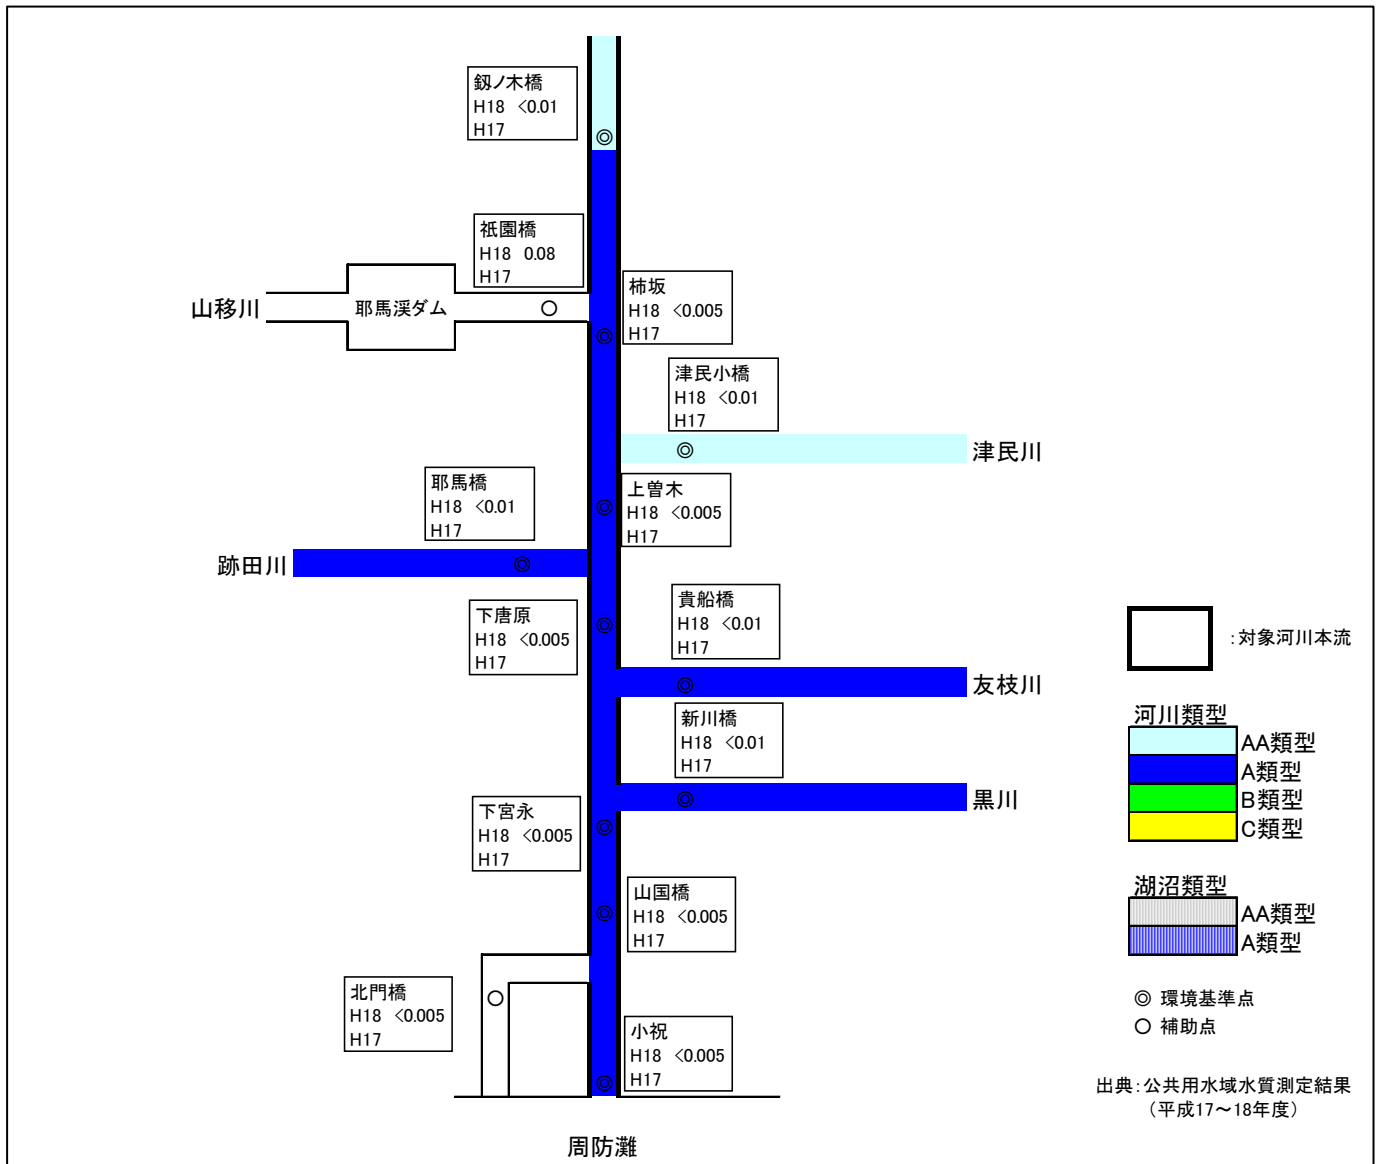 釼ノ木橋
H18 <0.01
H17
祇園橋
H18 0.08
H17
山移川
耶馬渓ダム
柿坂
H18 <0.005
H17
津民小橋
H18 <0.01
H17
津民川
耶馬橋
H18 <0.01
H17
上曽木
H18 <0.005
H17
跡田川
下唐原
H18 <0.005
H17
貴船橋
H18 <0.01
H17
友枝川
新川橋
H18 <0.01
H17
黒川
下宮永
H18 <0.005
H17
山国橋
H18 <0.005
H17
北門橋
H18 <0.005
H17
小祝
H18 <0.005
H17
周防灘
:対象河川本流
河川類型
AA類型
A類型
B類型
C類型
湖沼類型
AA類型
A類型
◎ 環境基準点
○ 補助点
出典:公共用水域水質測定結果
(平成17～18年度)